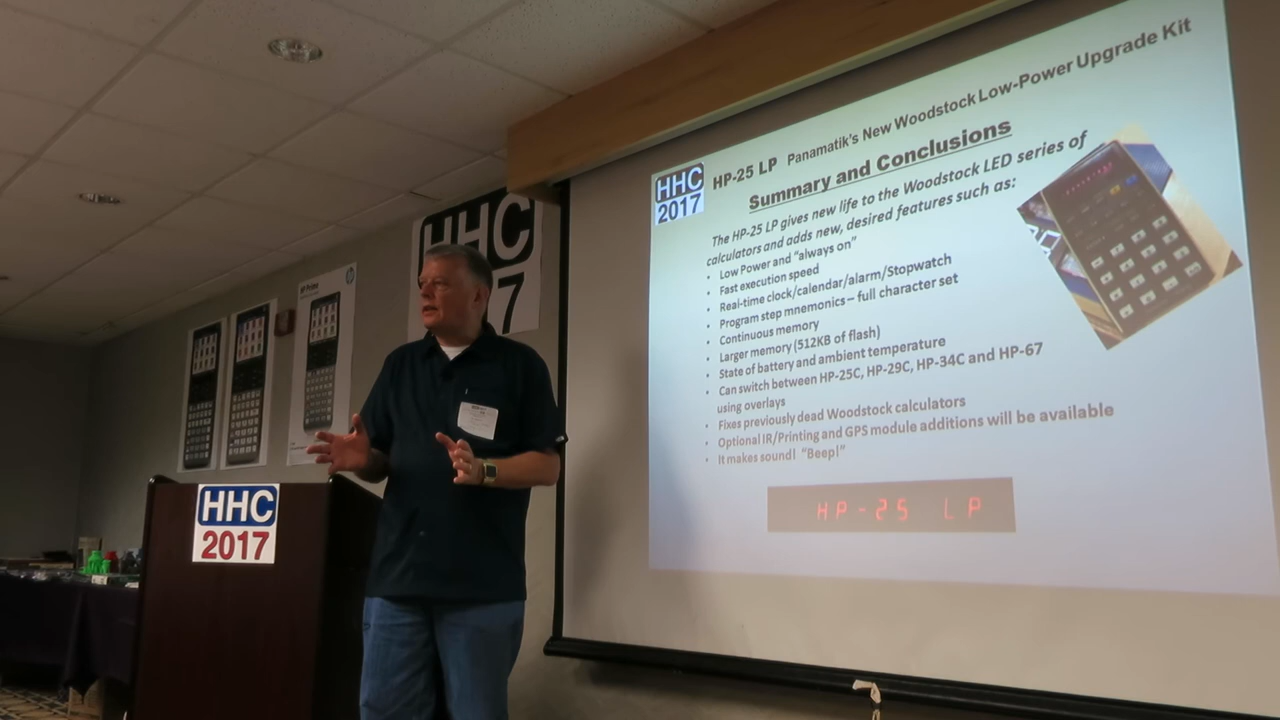 HP-25 LP Panamatik's New Woodstock Low-Power Upgrade Kit
HHC
2017
Summary and Conclusions
The HP-25 LP gives new life to the Woodstock LED series of
calculators and adds new, desired features such as:
• Low Power and "always on"
• Fast execution speed
• Real-time clock/calendar/alarm/Stopwatch
• Program step mnemonics – full character set
• Continuous memory
• Larger memory (512KB of flash)
• State of battery and ambient temperature
• Can switch between HP-25C, HP-29C, HP-34C and HP-67
using overlays
• Fixes previously dead Woodstock calculators
• Optional IR/Printing and GPS module additions will be available
• It makes sound! "Beep!"
HP-25 LP
HHC
7
HP Prime
HHC
2017